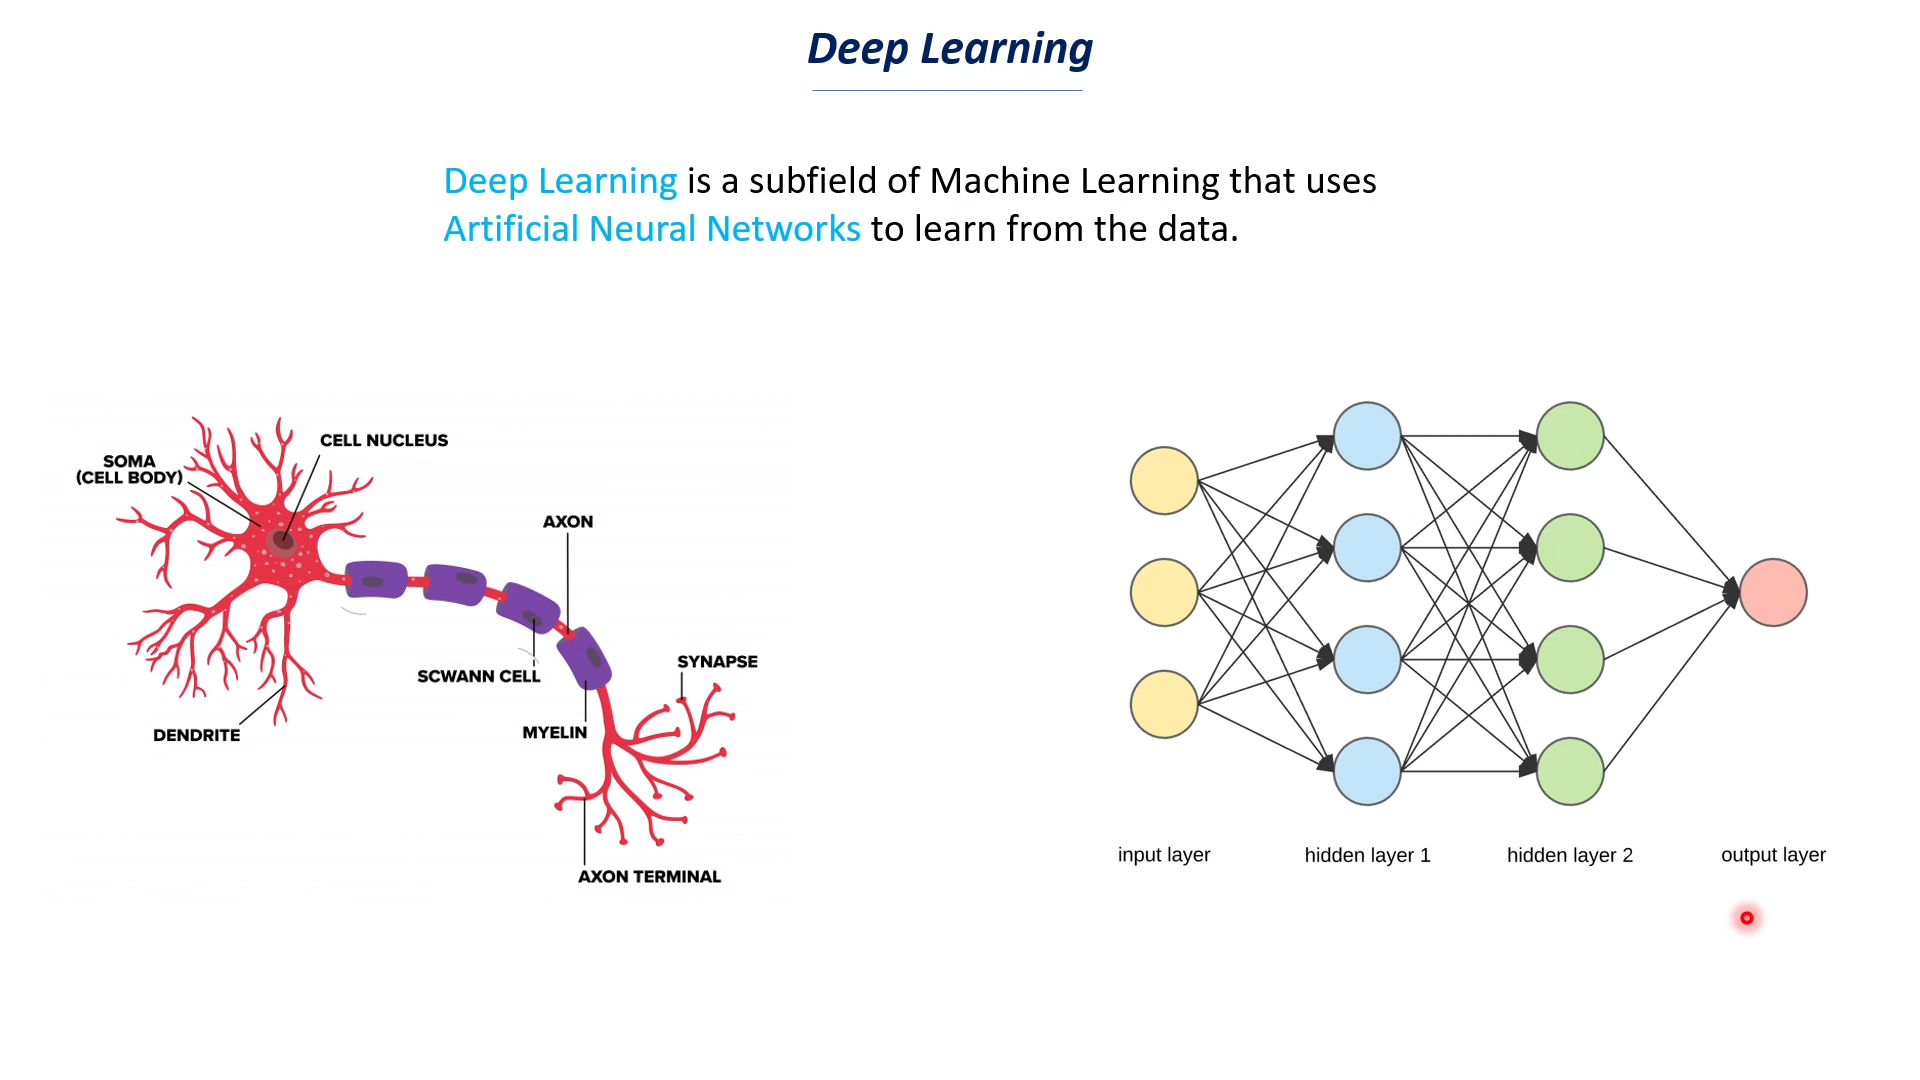 Deep Learning
Deep Learning is a subfield of Machine Learning that uses
Artificial Neural Networks to learn from the data.
CELL NUCLEUS
SOMA
(CELL BODY)
AXON
SCWANN CELL
SYNAPSE
DENDRITE
MYELIN
AXON TERMINAL
input layer
hidden layer 1
hidden layer 2
output layer